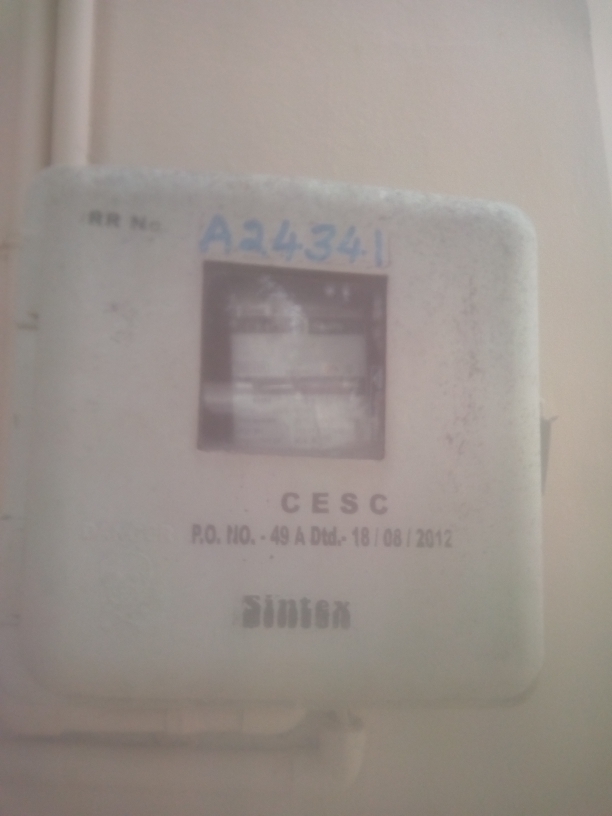 RR No. A24341
CESC
P.O. NO. - 49 A Dtd.- 18 / 08 / 2012
Sintex